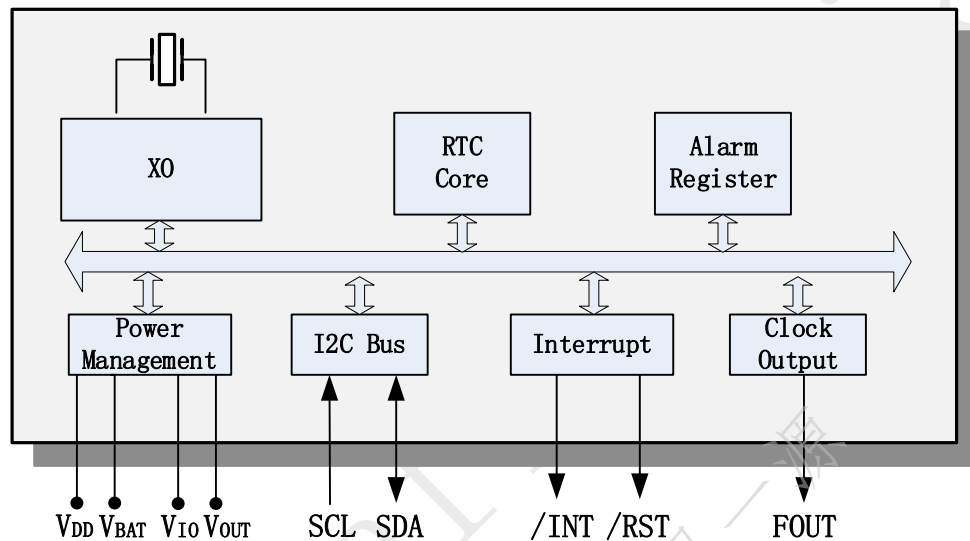 XO
RTC
Core
Alarm
Register
Power
Management
I2C Bus
Interrupt
Clock
Output
VDD VBAT VIO VOUT SCL SDA /INT /RST FOUT
源